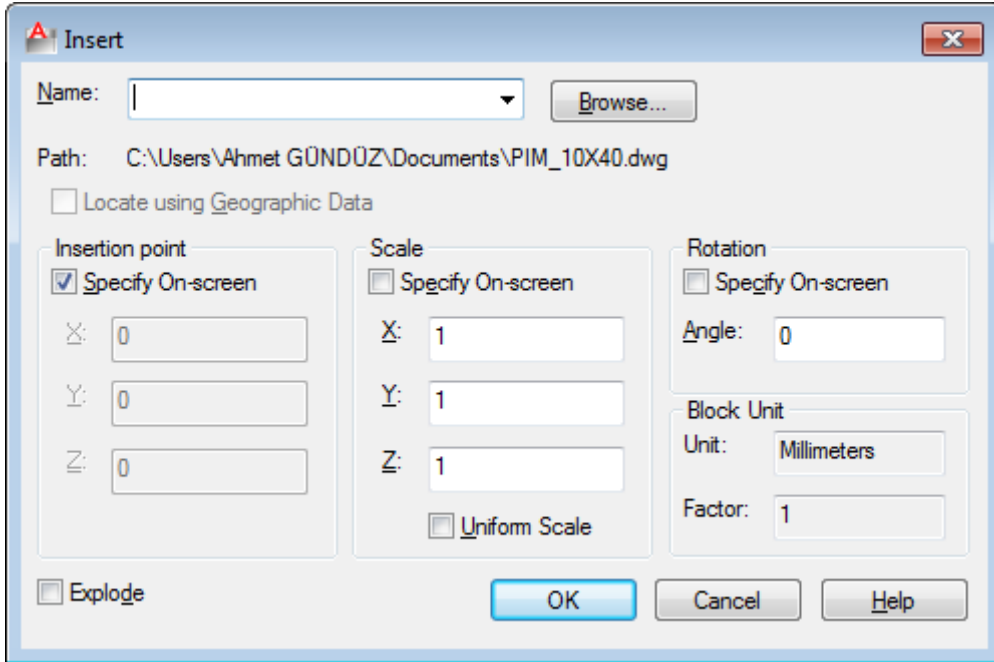 Insert
Name:
Browse...
Path: C:\Users\Ahmet GÜNDÜZ\Documents\PIM_10X40.dwg
Locate using Geographic Data
Insertion point
Specify On-screen
X: 0
Y: 0
Z: 0
Scale
Specify On-screen
X: 1
Y: 1
Z: 1
Uniform Scale
Rotation
Specify On-screen
Angle: 0
Block Unit
Unit: Millimeters
Factor: 1
Explode
OK
Cancel
Help